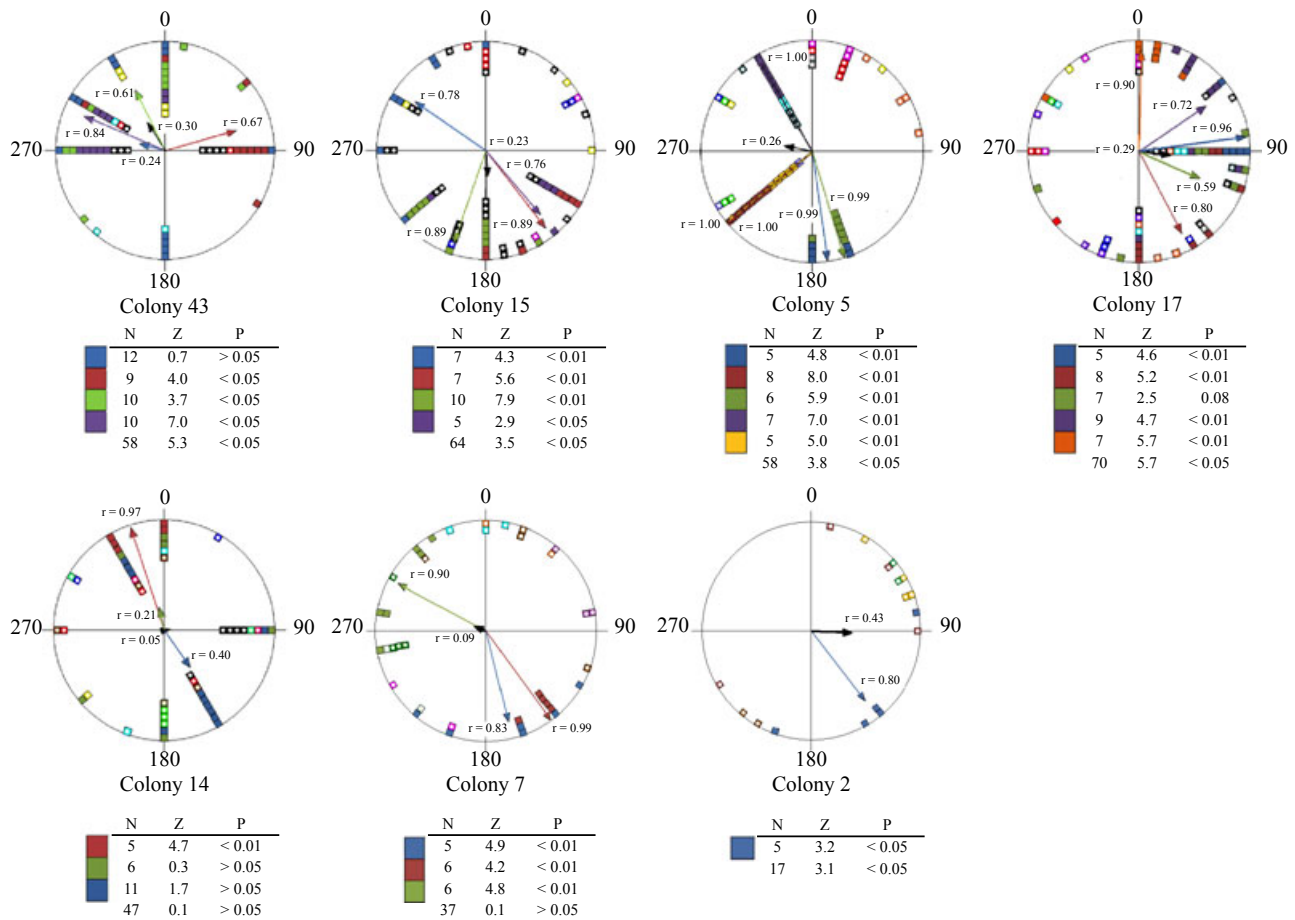 0 0 0 0
r = 0.61 r = 0.30 r = 0.67 r = 0.84 r = 0.24
r = 0.78 r = 0.23 r = 0.76 r = 0.89 r = 0.89
r = 1.00 r = 0.26 r = 0.99 r = 0.99 r = 1.00 r = 1.00
r = 0.90 r = 0.72 r = 0.96 r = 0.29 r = 0.59 r = 0.80
270 90 270 90 270 90 270 90
180 180 180 180
Colony 43 Colony 15 Colony 5 Colony 17
N Z P
12 0.7 > 0.05
9 4.0 < 0.05
10 3.7 < 0.05
10 7.0 < 0.05
58 5.3 < 0.05
N Z P
7 4.3 < 0.01
7 5.6 < 0.01
10 7.9 < 0.01
5 2.9 < 0.05
64 3.5 < 0.05
N Z P
5 4.8 < 0.01
8 8.0 < 0.01
6 5.9 < 0.01
7 7.0 < 0.01
5 5.0 < 0.01
58 3.8 < 0.05
N Z P
5 4.6 < 0.01
8 5.2 < 0.01
7 2.5 0.08
9 4.7 < 0.01
7 5.7 < 0.01
70 5.7 < 0.05
0 0 0
r = 0.97 r = 0.21 r = 0.05 r = 0.40
r = 0.90 r = 0.09 r = 0.83 r = 0.99
r = 0.43 r = 0.80
270 90 270 90 270 90
180 180 180
Colony 14 Colony 7 Colony 2
N Z P
5 4.7 < 0.01
6 0.3 > 0.05
11 1.7 > 0.05
47 0.1 > 0.05
N Z P
5 4.9 < 0.01
6 4.2 < 0.01
6 4.8 < 0.01
37 0.1 > 0.05
N Z P
5 3.2 < 0.05
17 3.1 < 0.05